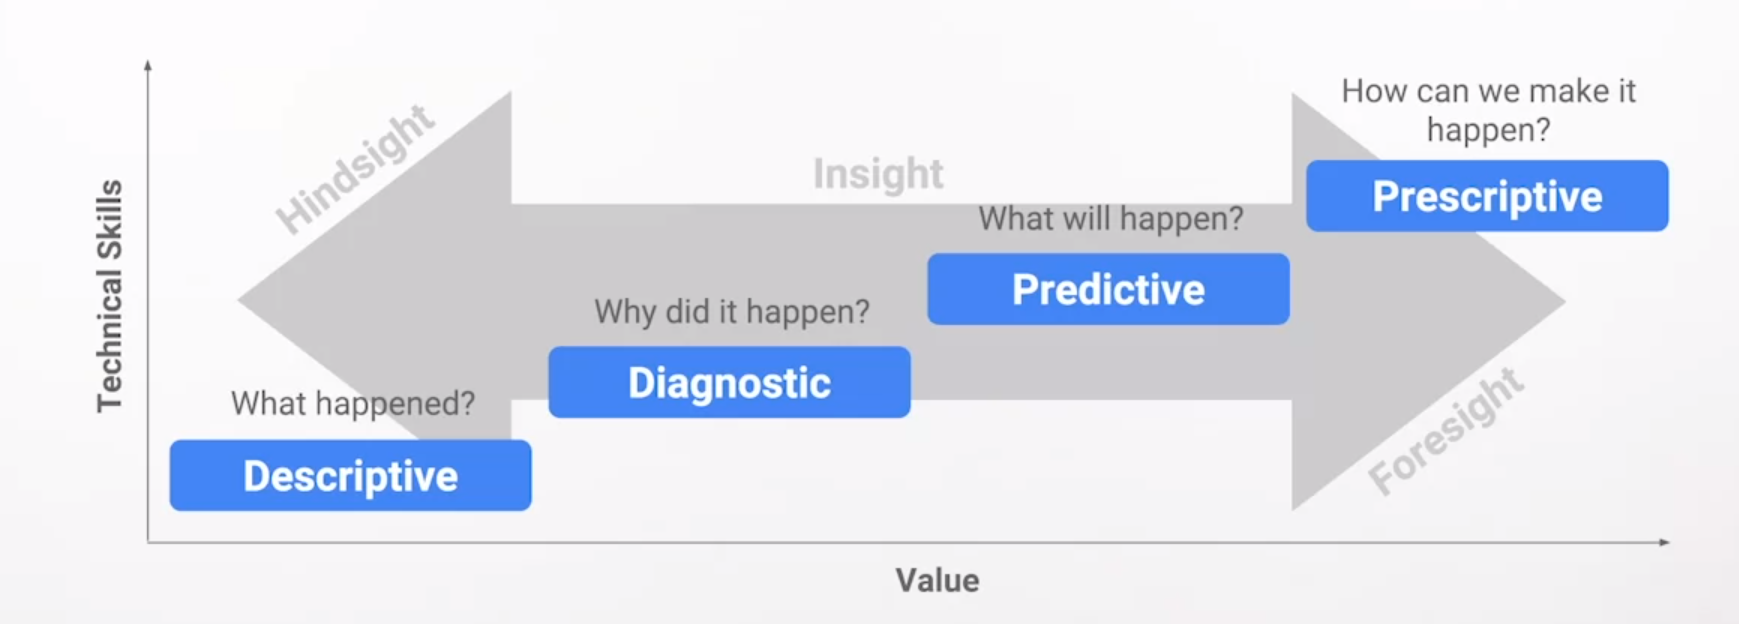 How can we make it
happen?
Hindsight
Insight
Prescriptive
What will happen?
Technical Skills
Predictive
Why did it happen?
Diagnostic
What happened?
Foresight
Descriptive
Value